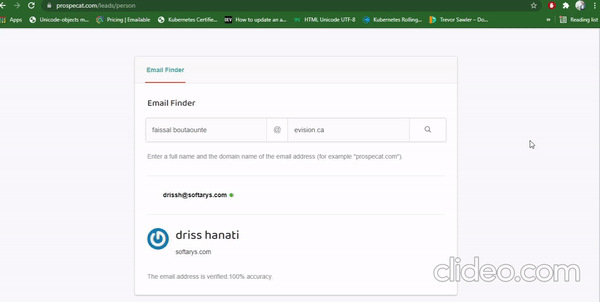 prospecat.com/leads/person
Apps
Unicode-objects m...
Pricing | Emailable
Kubernetes Certifie...
How to update an a...
HTML Unicode UTF-8
Kubernetes Rolling...
Trevor Sawler – Do...
»
Reading list
Email Finder
Email Finder
faissal boutaounte @ evision.ca
Enter a full name and the domain name of the email address (for example "prospecat.com").
drissh@softarys.com
driss hanati
softarys.com
The email address is verified 100% accuracy.
clideo.com